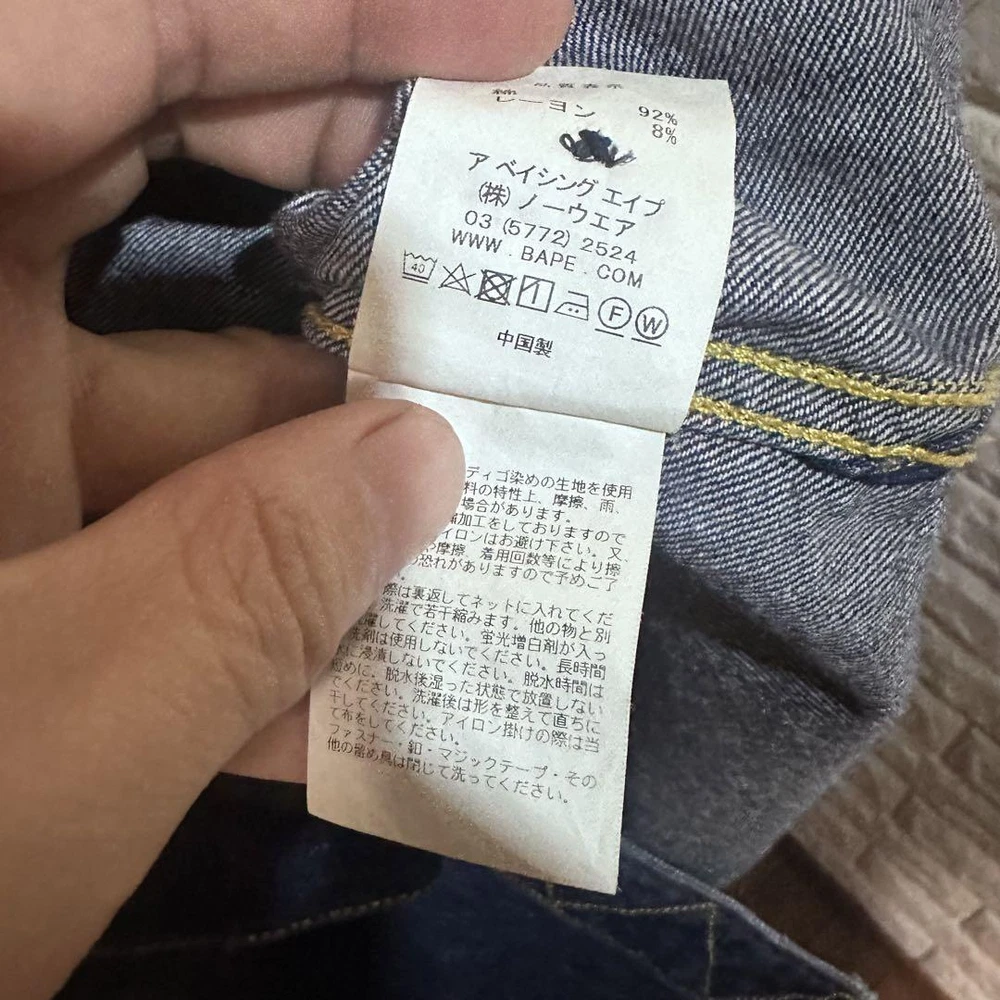 品質表示
綿 92%
レーヨン 8%
ア ベイシング エイプ
(株) ノーウエア
03 (5772) 2524
WWW . BAPE . COM
40 F W
中国製
ディゴ染めの生地を使用
料の特性上、摩擦、雨、
場合があります。
加工をしておりますので
イロンはお避け下さい。又、
や摩擦、着用回数等により擦
の恐れがありますので予めご了
際は裏返してネットに入れてくだ
洗濯で若干縮みます。他の物と別
濯してください。蛍光増白剤が入っ
洗剤は使用しないでください。長時間
に浸漬しないでください。脱水時間は
短めに、脱水後湿った状態で放置しない
でください。洗濯後は形を整えて直ちに
干してください。アイロン掛けの際は当
て布をしてください。
ファスナー・釦・マジックテープ・その
他の留め具は閉じて洗ってください。